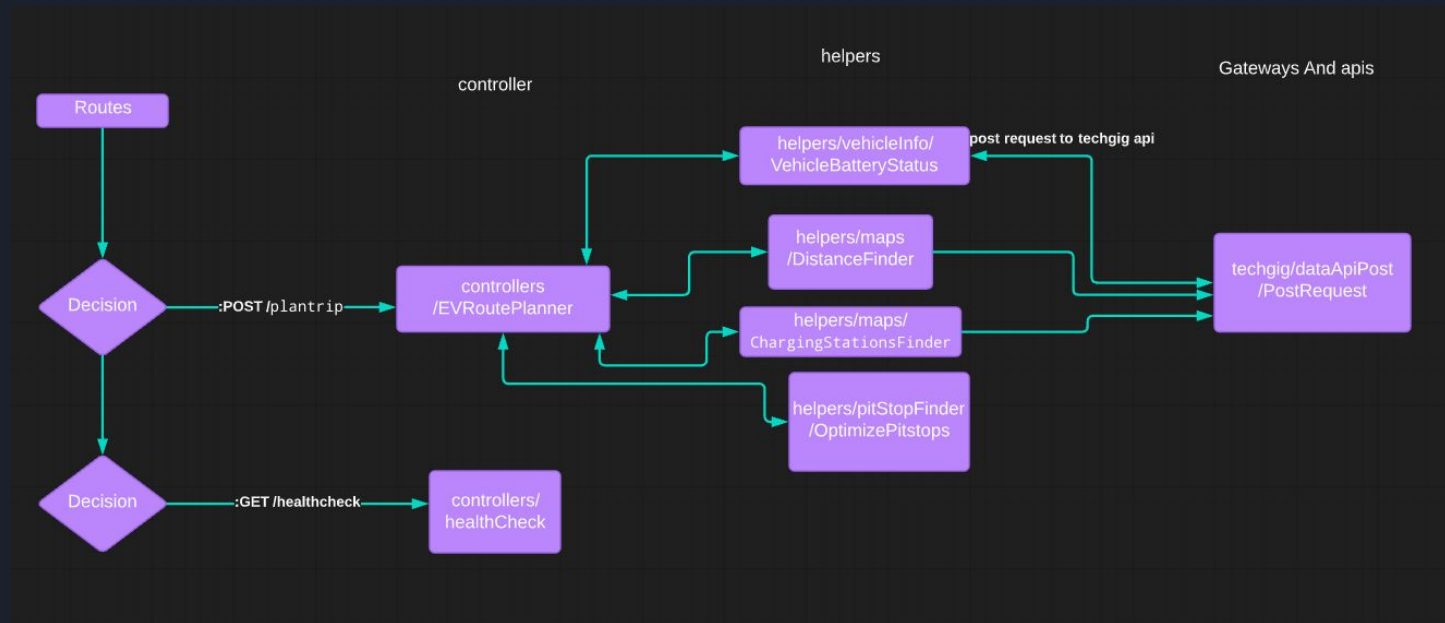 helpers
Gateways And apis
controller
Routes
post request to techgig api
helpers/vehicleInfo/
VehicleBatteryStatus
helpers/maps
/DistanceFinder
techgig/dataApiPost
/PostRequest
controllers
/EVRoutePlanner
Decision
:POST /plantrip
helpers/maps/
ChargingStationsFinder
helpers/pitStopFinder
/OptimizePitstops
Decision
:GET /healthcheck
controllers/
healthCheck